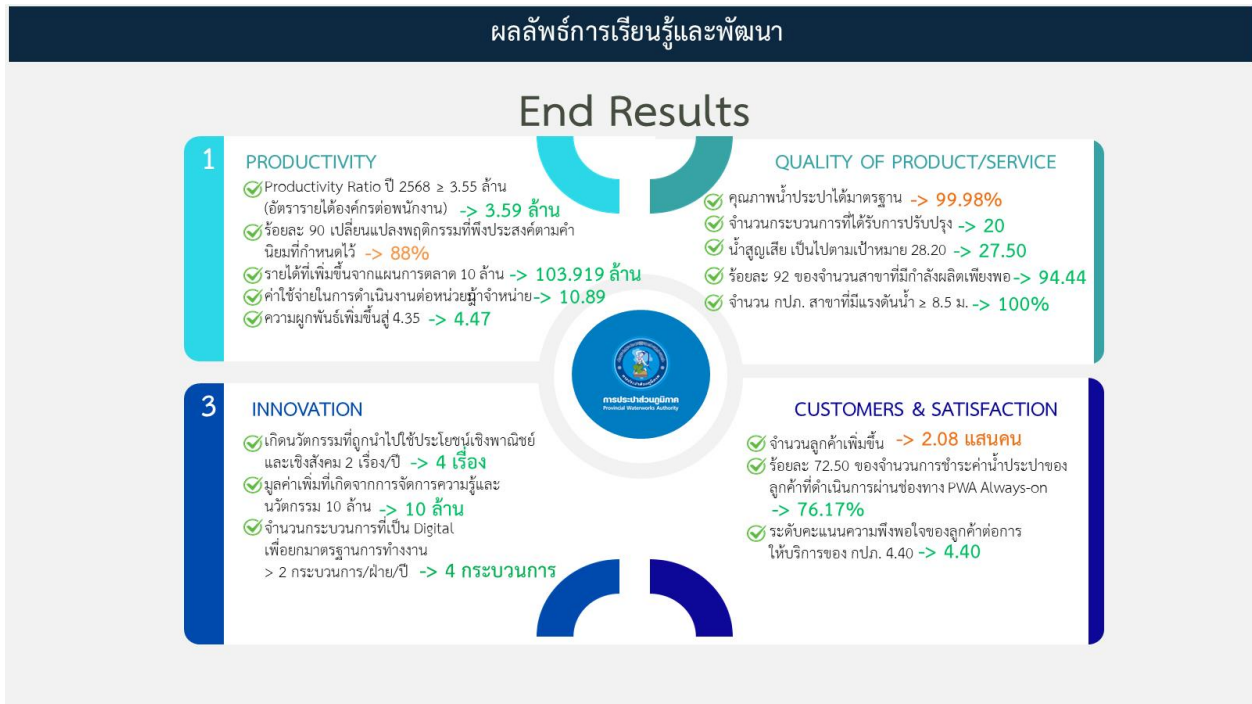 ผลลัพธ์การเรียนรู้และพัฒนา
End Results
1
PRODUCTIVITY
Productivity Ratio ปี 2568 ≥ 3.55 ล้าน
(อัตรารายได้องค์กรต่อพนักงาน) -> 3.59 ล้าน
ร้อยละ 90 เปลี่ยนแปลงพฤติกรรมที่พึงประสงค์ตามค่า
นิยมที่กำหนดไว้ -> 88%
รายได้ที่เพิ่มขึ้นจากแผนการตลาด 10 ล้าน -> 103.919 ล้าน
ค่าใช้จ่ายในการดำเนินงานต่อหน่วยน้ำจำหน่าย -> 10.89
ความผูกพันธ์เพิ่มขึ้นสู่ 4.35 -> 4.47
QUALITY OF PRODUCT/SERVICE
คุณภาพน้ำประปาได้มาตรฐาน -> 99.98%
จำนวนกระบวนการที่ได้รับการปรับปรุง -> 20
น้ำสูญเสีย เป็นไปตามเป้าหมาย 28.20 -> 27.50
ร้อยละ 92 ของจำนวนสาขาที่มีกำลังผลิตเพียงพอ -> 94.44
จำนวน กปภ. สาขาที่มีแรงดันน้ำ ≥ 8.5 ม. -> 100%
การประปาส่วนภูมิภาค
Provincial Waterworks Authority
3
INNOVATION
เกิดนวัตกรรมที่ถูกนำไปใช้ประโยชน์เชิงพาณิชย์
และเชิงสังคม 2 เรื่อง/ปี -> 4 เรื่อง
มูลค่าเพิ่มที่เกิดจากการจัดการความรู้และ
นวัตกรรม 10 ล้าน -> 10 ล้าน
จำนวนกระบวนการที่เป็น Digital
เพื่อยกมาตรฐานการทำงาน
> 2 กระบวนการ/ฝ่าย/ปี -> 4 กระบวนการ
CUSTOMERS & SATISFACTION
จำนวนลูกค้าเพิ่มขึ้น -> 2.08 แสนคน
ร้อยละ 72.50 ของจำนวนการชำระค่าน้ำประปาของ
ลูกค้าที่ดำเนินการผ่านช่องทาง PWA Always-on
-> 76.17%
ระดับคะแนนความพึงพอใจของลูกค้าต่อการ
ให้บริการของ กปภ. 4.40 -> 4.40